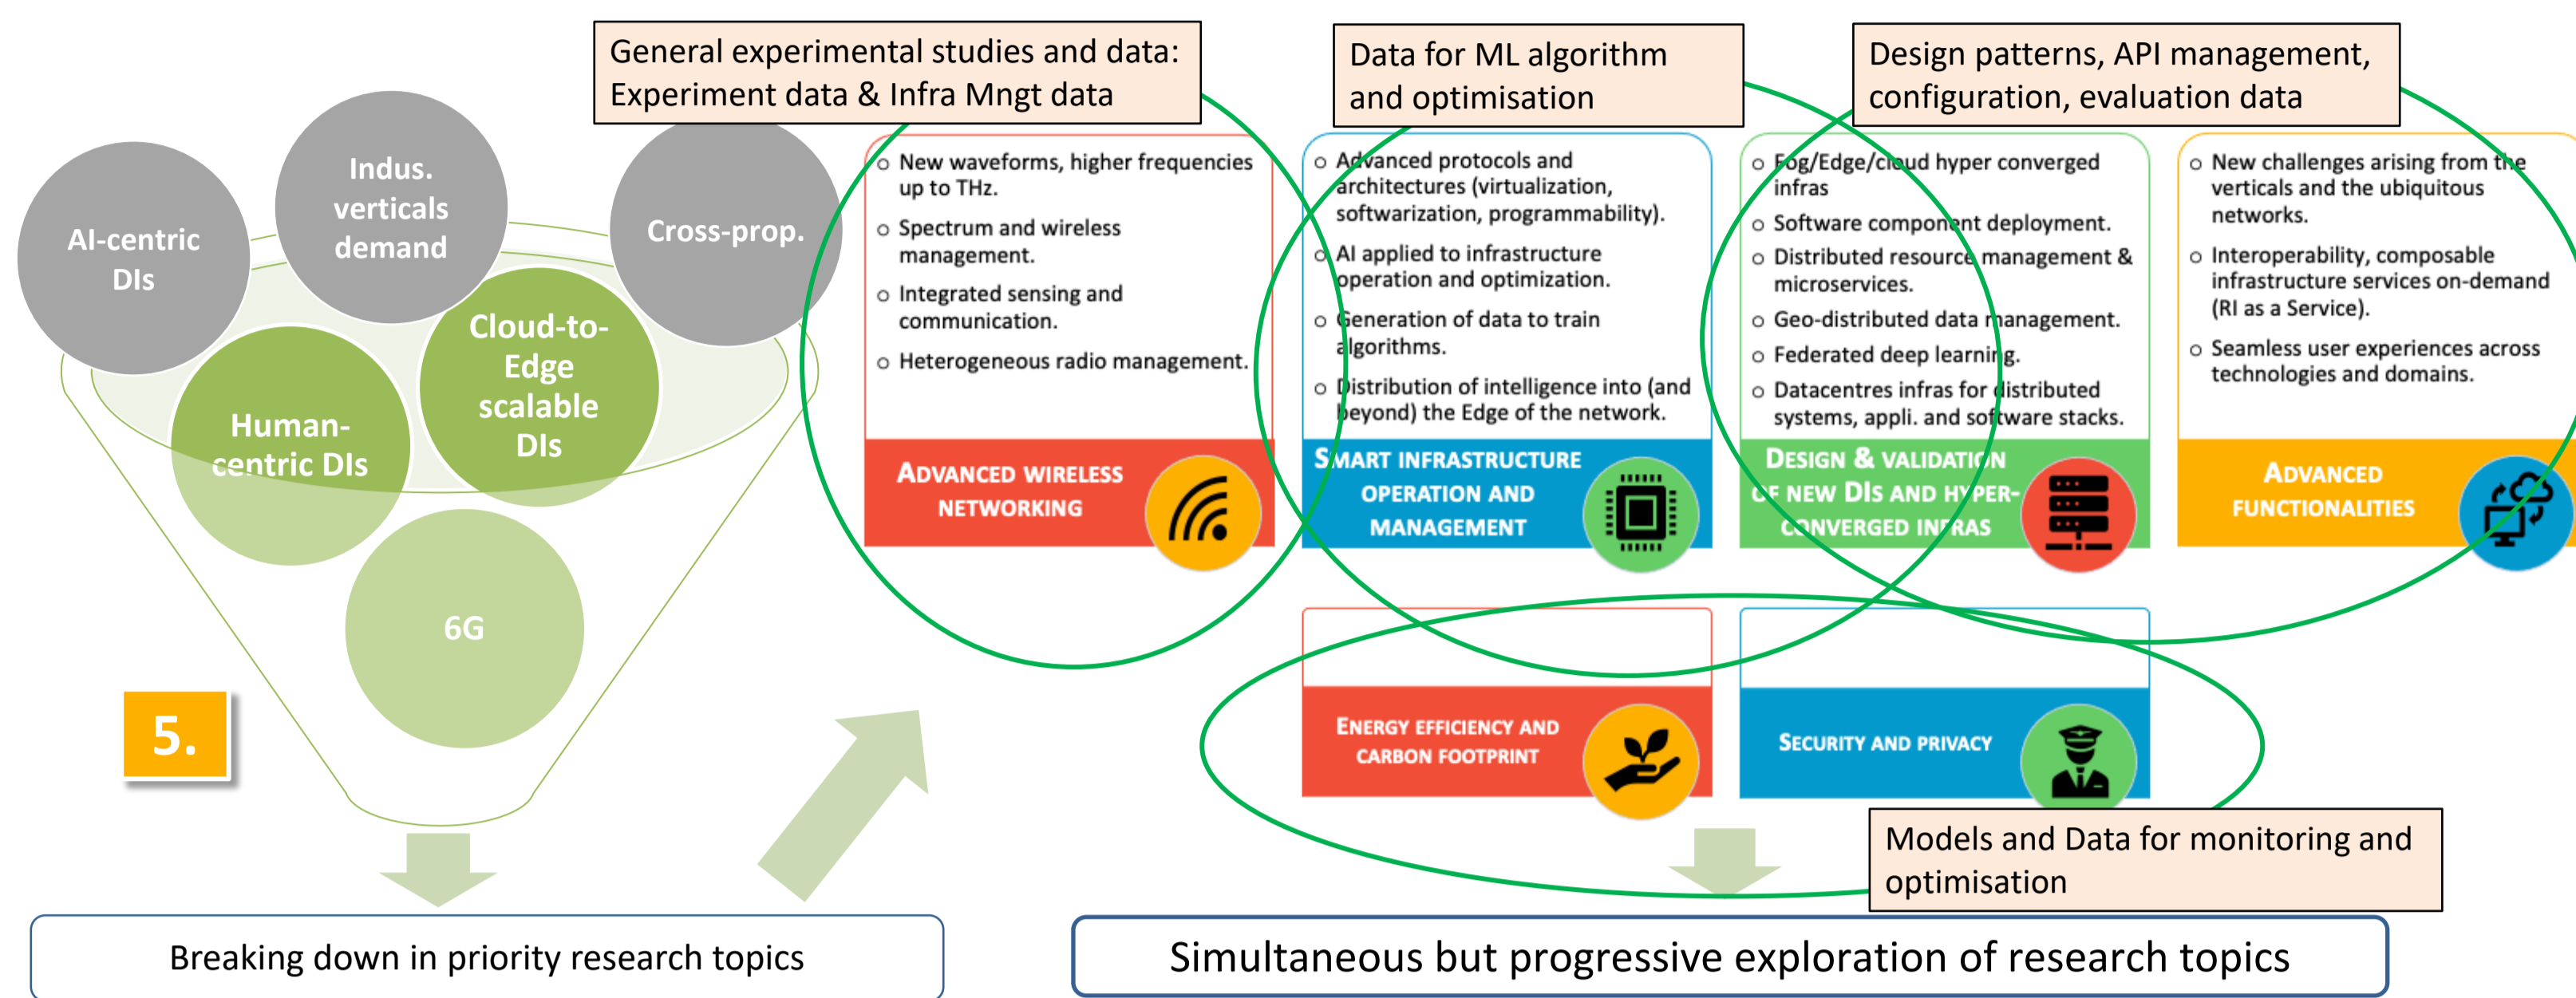 General experimental studies and data:
Experiment data & Infra Mngt data
Data for ML algorithm
and optimisation
Design patterns, API management,
configuration, evaluation data
AI-centric
DIs
Indus.
verticals
demand
Cross-prop.
Human-
centric DIs
Cloud-to-
Edge
scalable
DIs
6G
5.
Breaking down in priority research topics
o New waveforms, higher frequencies
up to THz.
o Spectrum and wireless
management.
o Integrated sensing and
communication.
o Heterogeneous radio management.
ADVANCED WIRELESS
NETWORKING
o Advanced protocols and
architectures (virtualization,
softwarization, programmability).
o AI applied to infrastructure
operation and optimization.
o Generation of data to train
algorithms.
o Distribution of intelligence into (and
beyond) the Edge of the network.
SMART INFRASTRUCTURE
OPERATION AND
MANAGEMENT
o Fog/Edge/cloud hyper converged
infras
o Software component deployment.
o Distributed resource management &
microservices.
o Geo-distributed data management.
o Federated deep learning.
o Datacentres infras for distributed
systems, appli. and software stacks.
DESIGN & VALIDATION
OF NEW DIS AND HYPER-
CONVERGED INFRAS
o New challenges arising from the
verticals and the ubiquitous
networks.
o Interoperability, composable
infrastructure services on-demand
(RI as a Service).
o Seamless user experiences across
technologies and domains.
ADVANCED
FUNCTIONALITIES
ENERGY EFFICIENCY AND
CARBON FOOTPRINT
SECURITY AND PRIVACY
Models and Data for monitoring and
optimisation
Simultaneous but progressive exploration of research topics